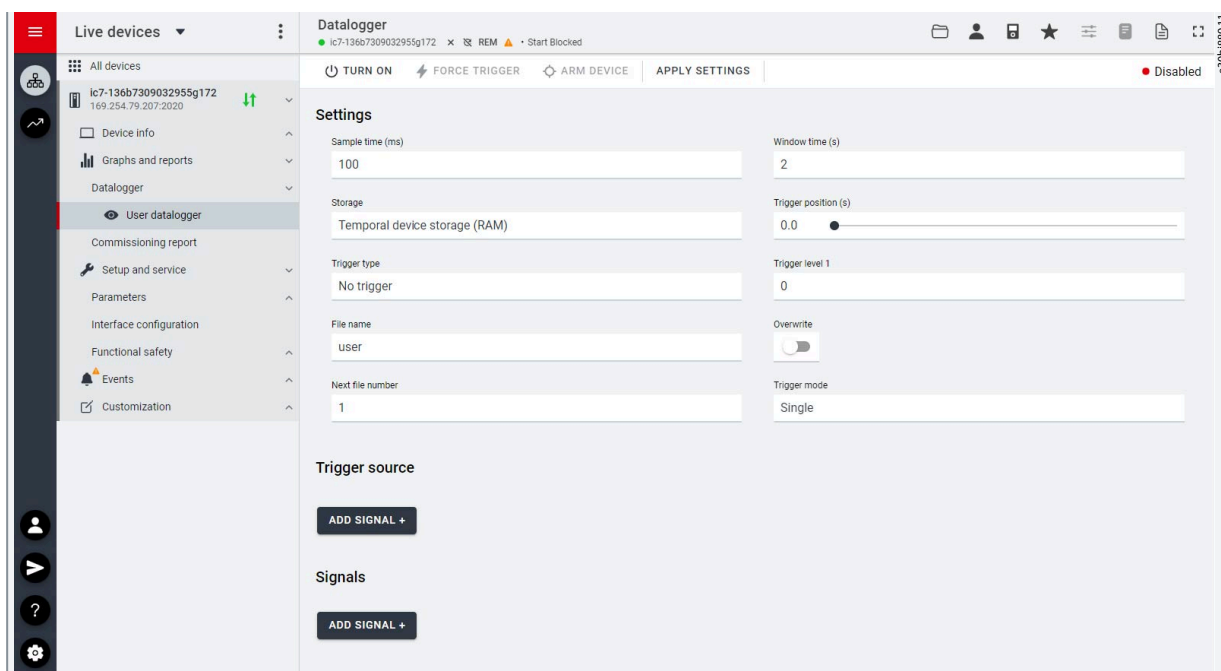 Live devices
Datalogger
ic7-136b7309032955g172 REM • Start Blocked
All devices
ic7-136b7309032955g172
169.254.79.207:2020
Device info
Graphs and reports
Datalogger
User datalogger
Commissioning report
Setup and service
Parameters
Interface configuration
Functional safety
Events
Customization
TURN ON FORCE TRIGGER ARM DEVICE APPLY SETTINGS
Disabled
Settings
Sample time (ms)
100
Window time (s)
2
Storage
Temporal device storage (RAM)
Trigger position (s)
0.0
Trigger type
No trigger
Trigger level 1
0
File name
user
Overwrite
Next file number
1
Trigger mode
Single
Trigger source
ADD SIGNAL +
Signals
ADD SIGNAL +
?